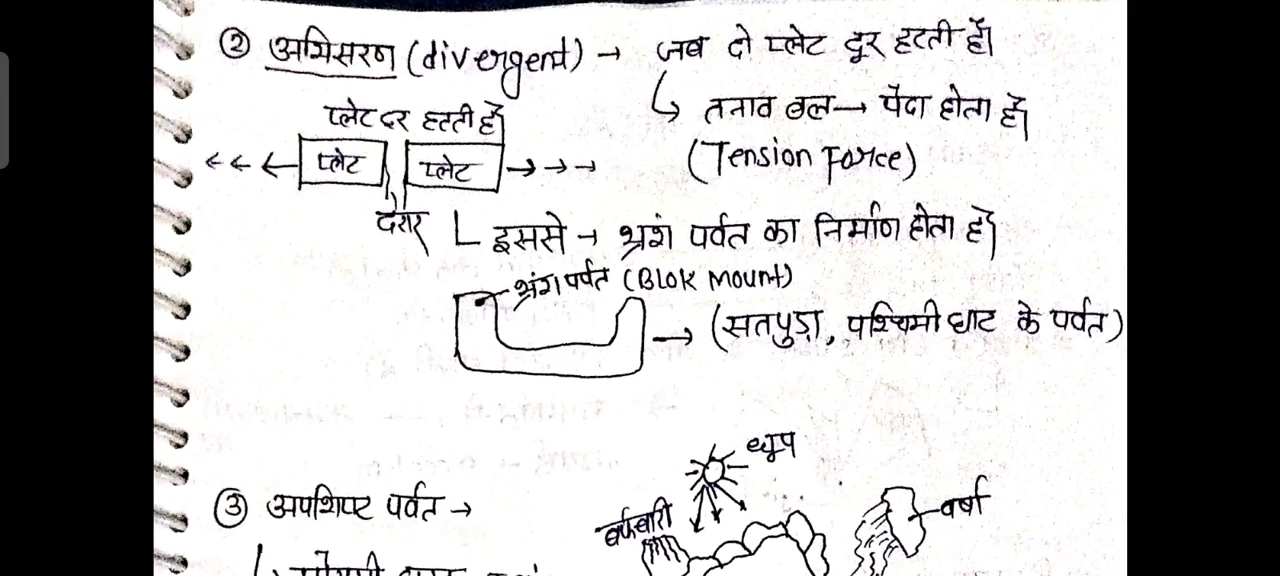 ② अभिसरण (divergent) → जब दो प्लेट दूर हटती हैं।
↳ तनाव बल → पैदा होता हैं।
(Tension Force)
प्लेट दर हटती हैं।
← ← ← प्लेट प्लेट → → →
दरार
इससे → भ्रंश पर्वत का निर्माण होता हैं।
भ्रंश पर्वत (Blok Mount)
→ (सतपुड़ा, पश्चिमी घाट के पर्वत)
धूप
③ अपशिष्ट पर्वत →
बर्फबारी
वर्षा